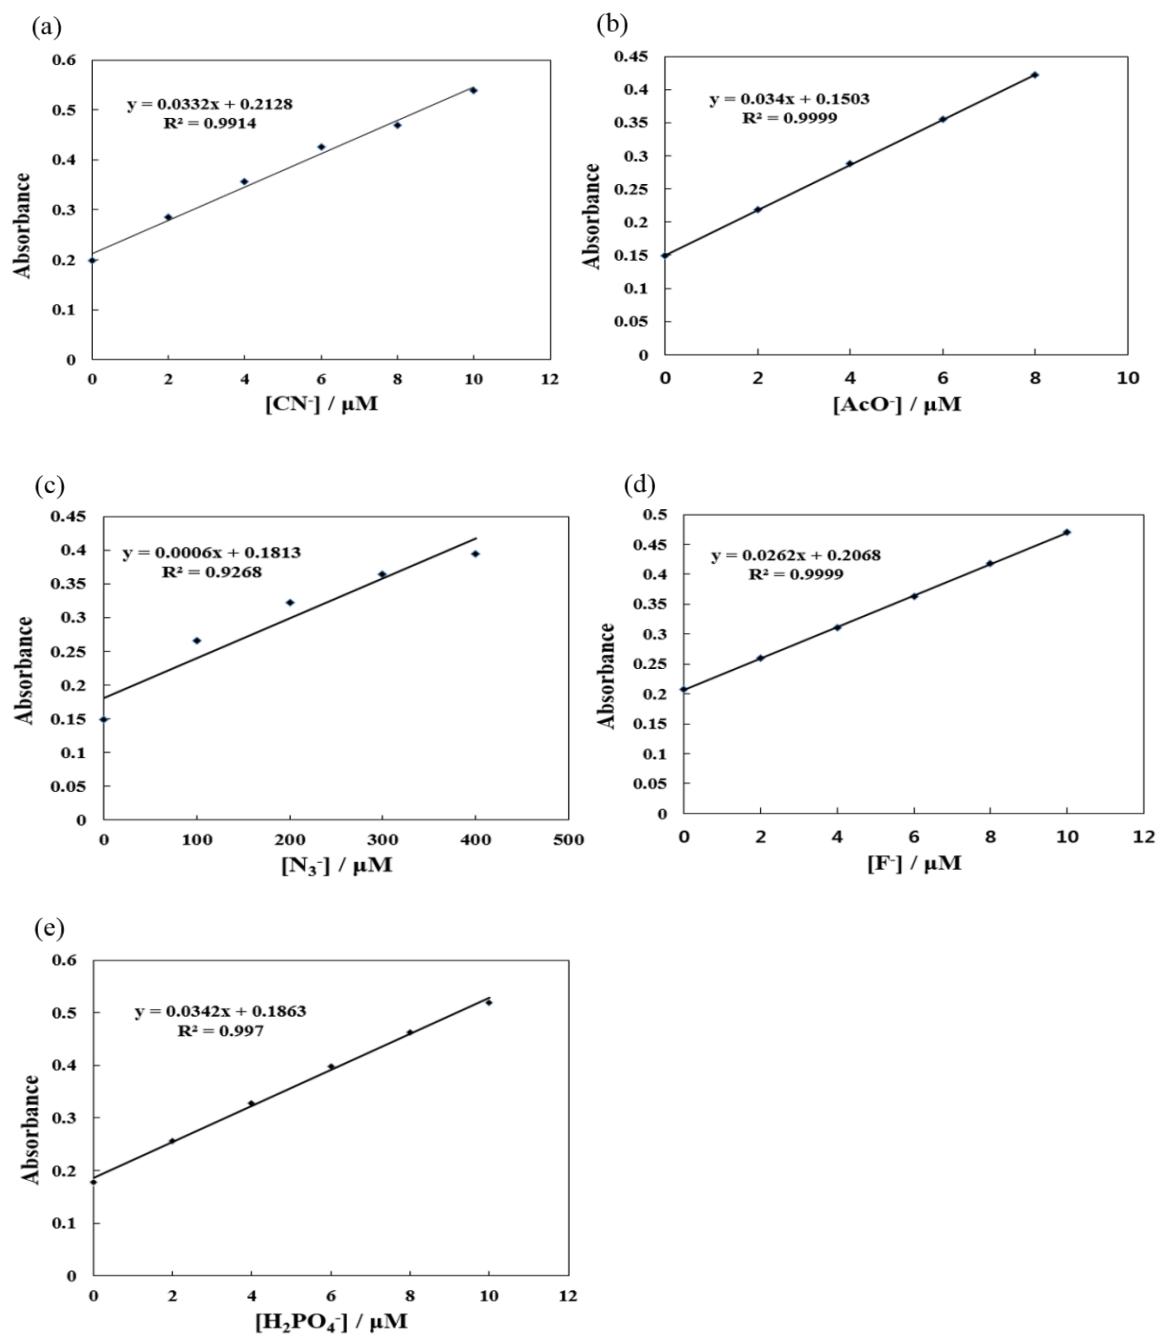 (a)
0.6
0.5
0.4
0.3
0.2
0.1
0
y = 0.0332x + 0.2128
R² = 0.9914
Absorbance
0 2 4 6 8 10 12
[CN⁻] / µM
(b)
0.45
0.4
0.35
0.3
0.25
0.2
0.15
0.1
0.05
0
y = 0.034x + 0.1503
R² = 0.9999
Absorbance
0 2 4 6 8 10
[AcO⁻] / µM
(c)
0.45
0.4
0.35
0.3
0.25
0.2
0.15
0.1
0.05
0
y = 0.0006x + 0.1813
R² = 0.9268
Absorbance
0 100 200 300 400 500
[N₃⁻] / µM
(d)
0.5
0.45
0.4
0.35
0.3
0.25
0.2
0.15
0.1
0.05
0
y = 0.0262x + 0.2068
R² = 0.9999
Absorbance
0 2 4 6 8 10 12
[F⁻] / µM
(e)
0.6
0.5
0.4
0.3
0.2
0.1
0
y = 0.0342x + 0.1863
R² = 0.997
Absorbance
0 2 4 6 8 10 12
[H₂PO₄⁻] / µM